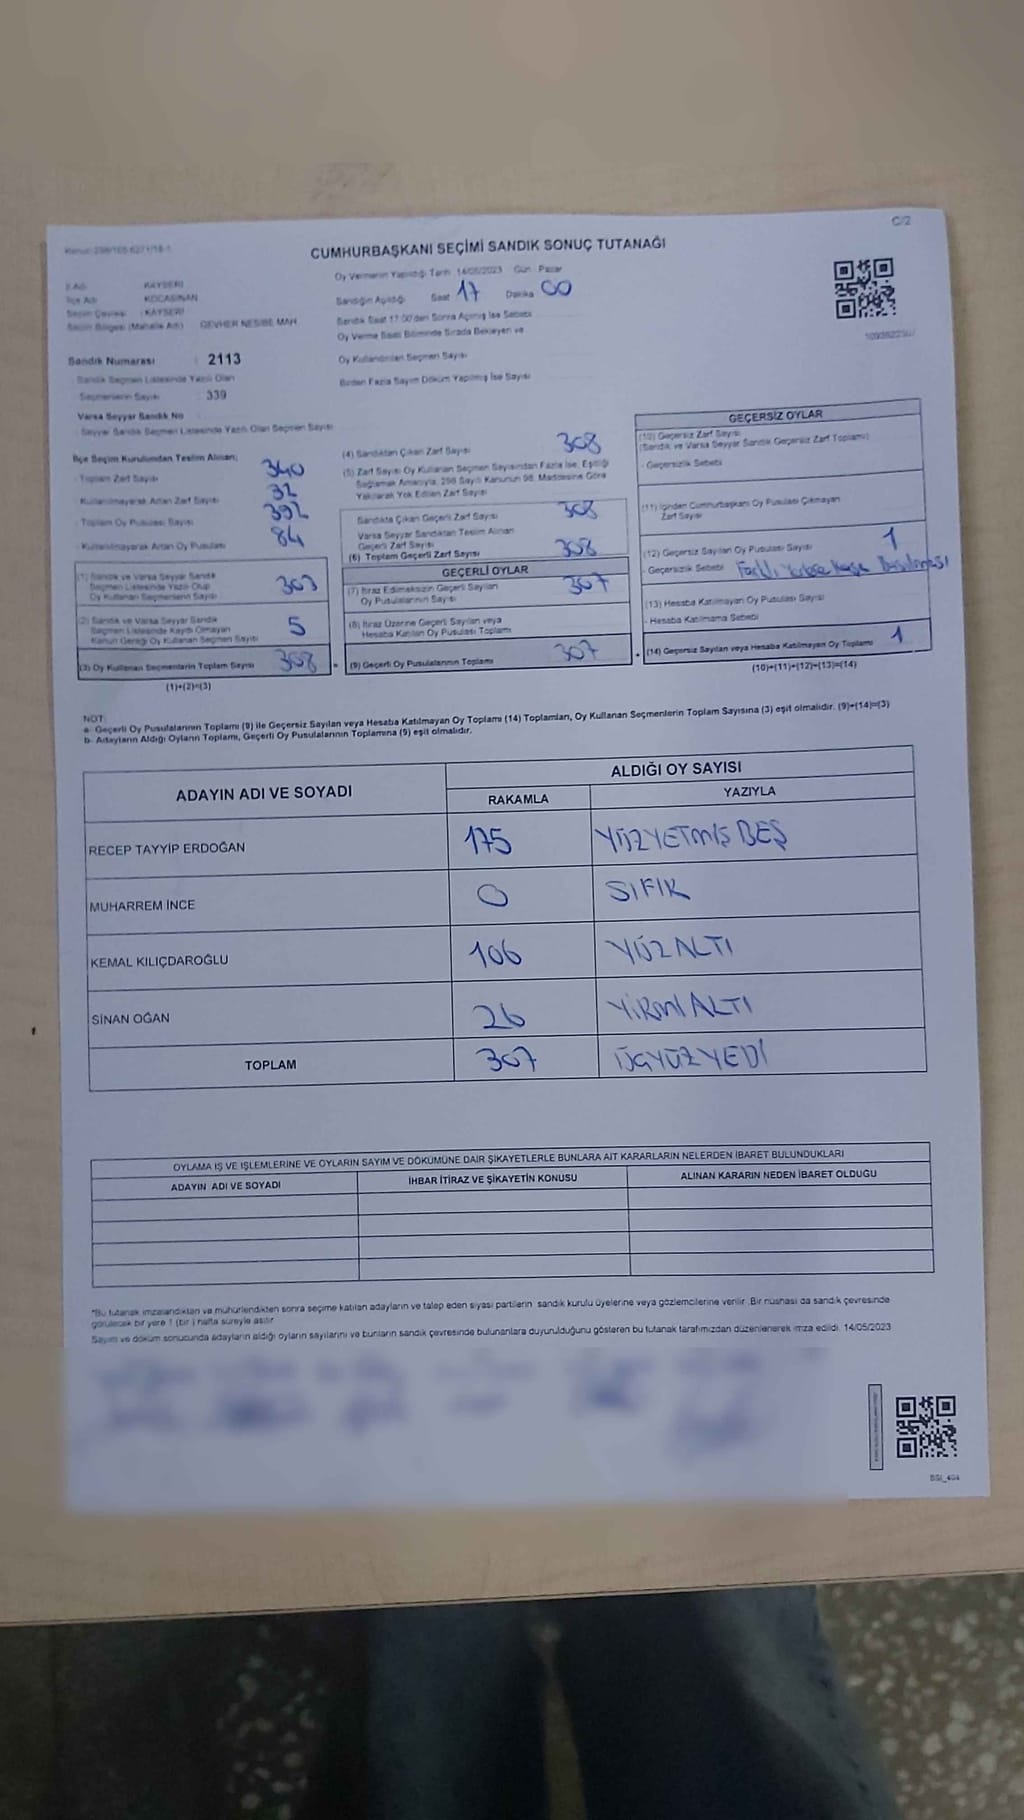 C/2
CUMHURBAŞKANI SEÇİMİ SANDIK SONUÇ TUTANAĞI
Oy Vermenin Yapıldığı Tarih 14/05/2023 Gün Pazar
İli Adı KAYSERİ
İlçe Adı KOCASİNAN
Seçim Çevresi : KAYSERİ
Seçim Bölgesi (Mahalle Adı) GEVHER NESİBE MAH
Sandığın Açıldığı Saat 17 Dakika 00
Sandık Saat 17:00'den Sonra Açılmış İse Sebebi
Oy Verme Saati Bitiminde Sırada Bekleyen ve
Oy Kullandırılan Seçmen Sayısı
Birden Fazla Sayım Döküm Yapılmış İse Sayısı
Sandık Numarası : 2113
Sandık Seçmen Listesinde Yazılı Olan
Seçmenlerin Sayısı : 339
Varsa Seyyar Sandık No
Seyyar Sandık Seçmen Listesinde Yazılı Olan Seçmen Sayısı
İlçe Seçim Kurulundan Teslim Alınan;
- Toplam Zarf Sayısı 340
- Kullanılmayarak Artan Zarf Sayısı 32
- Toplam Oy Pusulası Sayısı 392
- Kullanılmayarak Artan Oy Pusulası 84
(1) Sandık ve Varsa Seyyar Sandık
Seçmen Listesinde Yazılı Olup
Oy Kullanan Seçmenlerin Sayısı 303
(2) Sandık ve Varsa Seyyar Sandık
Seçmen Listesinde Kaydı Olmayan
Kanun Gereği Oy Kullanan Seçmen Sayısı 5
(3) Oy Kullanan Seçmenlerin Toplam Sayısı 308
(1)+(2)=(3)
(4) Sandıktan Çıkan Zarf Sayısı 308
(5) Zarf Sayısı Oy Kullanan Seçmen Sayısından Fazla İse, Eşitliği
Sağlamak Amacıyla, 298 Sayılı Kanunun 98. Maddesine Göre
Yakılarak Yok Edilen Zarf Sayısı
Sandıkta Çıkan Geçerli Zarf Sayısı 308
Varsa Seyyar Sandıktan Teslim Alınan
Geçerli Zarf Sayısı
(6) Toplam Geçerli Zarf Sayısı 308
GEÇERLİ OYLAR
(7) İtiraz Edilmeksizin Geçerli Sayılan
Oy Pusulalarının Sayısı 307
(8) İtiraz Üzerine Geçerli Sayılan veya
Hesaba Katılan Oy Pusulası Toplamı
= (9) Geçerli Oy Pusulalarının Toplamı 307
GEÇERSİZ OYLAR
(10) Geçersiz Zarf Sayısı
(Sandık ve Varsa Seyyar Sandık Geçersiz Zarf Toplamı)
- Geçersizlik Sebebi
(11) İçinden Cumhurbaşkanı Oy Pusulası Çıkmayan
Zarf Sayısı
(12) Geçersiz Sayılan Oy Pusulası Sayısı 1
- Geçersizlik Sebebi Farklı
(13) Hesaba Katılmayan Oy Pusulası Sayısı
- Hesaba Katılmama Sebebi
+ (14) Geçersiz Sayılan veya Hesaba Katılmayan Oy Toplamı 1
(10)+(11)+(12)+(13)=(14)
NOT:
a- Geçerli Oy Pusulalarının Toplamı (9) ile Geçersiz Sayılan veya Hesaba Katılmayan Oy Toplamı (14) Toplamları, Oy Kullanan Seçmenlerin Toplam Sayısına (3) eşit olmalıdır. (9)+(14)=(3)
b- Adayların Aldığı Oyların Toplamı, Geçerli Oy Pusulalarının Toplamına (9) eşit olmalıdır.
ADAYIN ADI VE SOYADI ALDIĞI OY SAYISI
RAKAMLA YAZIYLA
RECEP TAYYİP ERDOĞAN 175 YÜZYETMİŞ BEŞ
MUHARREM İNCE 0 SIFIR
KEMAL KILIÇDAROĞLU 106 YÜZ ALTI
SİNAN OĞAN 26 YİRMİ ALTI
TOPLAM 307 ÜÇYÜZ YEDİ
OYLAMA İŞ VE İŞLEMLERİNE VE OYLARIN SAYIM VE DÖKÜMÜNE DAİR ŞİKAYETLERLE BUNLARA AİT KARARLARIN NELERDEN İBARET BULUNDUKLARI
ADAYIN ADI VE SOYADI İHBAR İTİRAZ VE ŞİKAYETİN KONUSU ALINAN KARARIN NEDEN İBARET OLDUĞU
*Bu tutanak imzalandıktan ve mühürlendikten sonra seçime katılan adayların ve talep eden siyasi partilerin sandık kurulu üyelerine veya gözlemcilerine verilir. Bir nüshası da sandık çevresinde
görülecek bir yere 1 (bir) hafta süreyle asılır
Sayım ve döküm sonucunda adayların aldığı oyların sayılarını ve bunların sandık çevresinde bulunanlara duyurulduğunu gösteren bu tutanak tarafımızdan düzenlenerek imza edildi. 14/05/2023